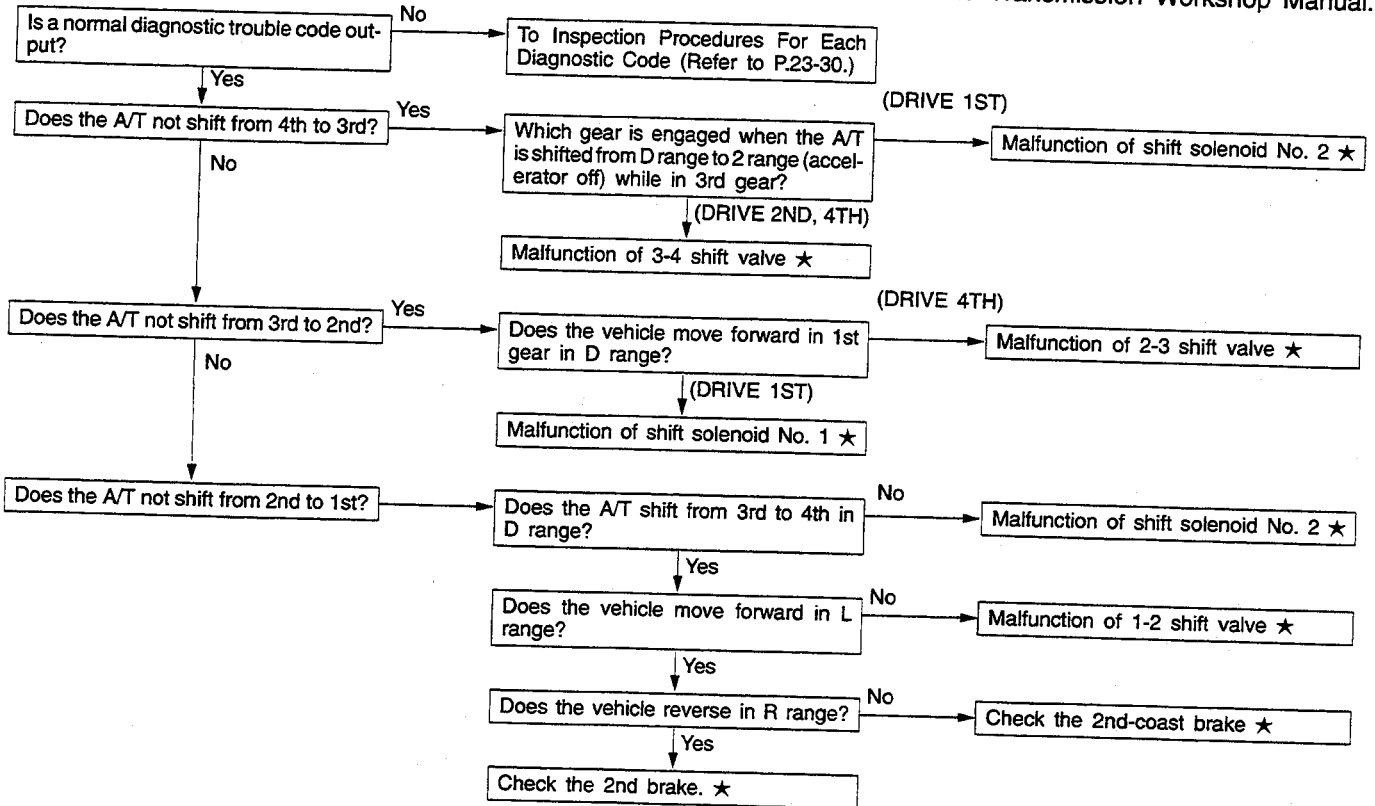 Transmission Workshop Manual.
Is a normal diagnostic trouble code out-
put?
No
To Inspection Procedures For Each
Diagnostic Code (Refer to P.23-30.)
Yes
Does the A/T not shift from 4th to 3rd?
Yes
Which gear is engaged when the A/T
is shifted from D range to 2 range (accel-
erator off) while in 3rd gear?
(DRIVE 1ST)
Malfunction of shift solenoid No. 2 ★
No
(DRIVE 2ND, 4TH)
Malfunction of 3-4 shift valve ★
Does the A/T not shift from 3rd to 2nd?
Yes
Does the vehicle move forward in 1st
gear in D range?
(DRIVE 4TH)
Malfunction of 2-3 shift valve ★
No
(DRIVE 1ST)
Malfunction of shift solenoid No. 1 ★
Does the A/T not shift from 2nd to 1st?
Does the A/T shift from 3rd to 4th in
D range?
No
Malfunction of shift solenoid No. 2 ★
Yes
Does the vehicle move forward in L
range?
No
Malfunction of 1-2 shift valve ★
Yes
Does the vehicle reverse in R range?
No
Check the 2nd-coast brake ★
Yes
Check the 2nd brake. ★